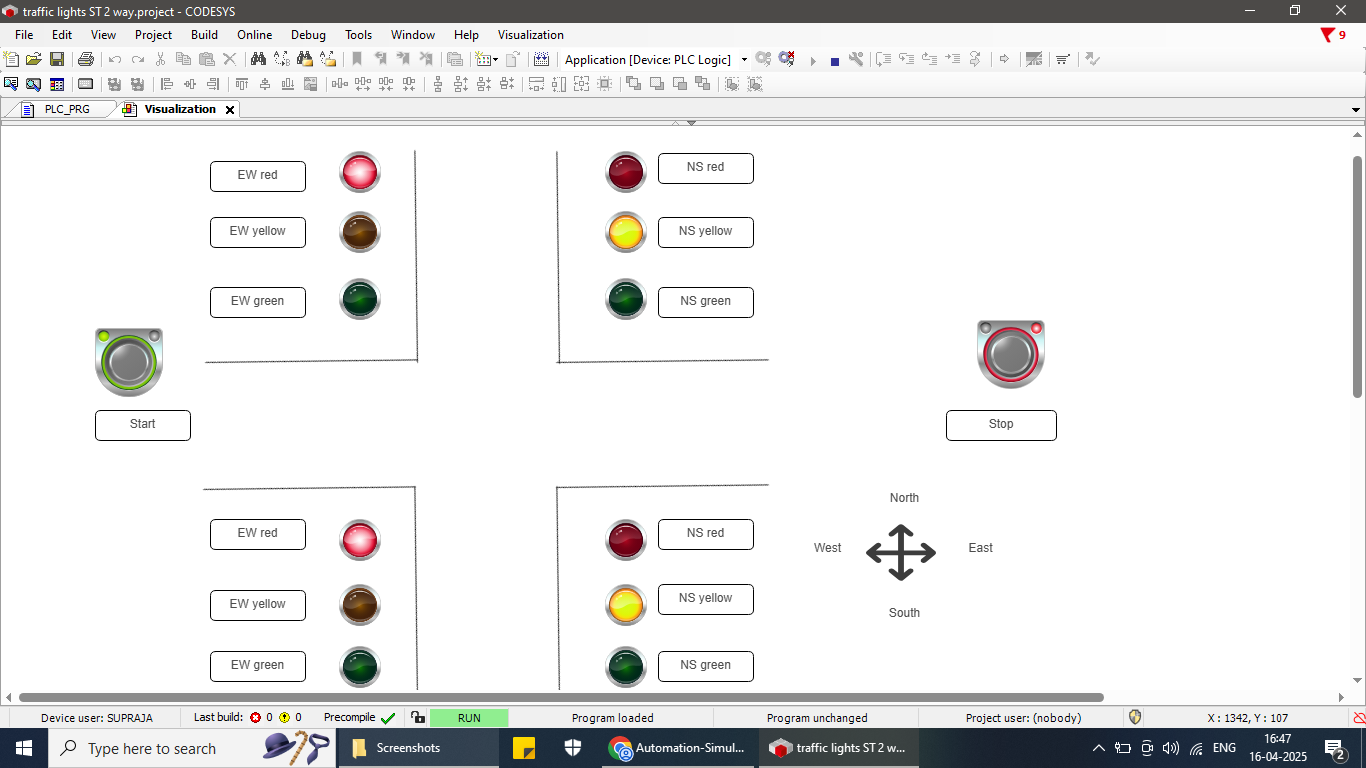 traffic lights ST 2 way.project - CODESYS
File Edit View Project Build Online Debug Tools Window Help Visualization
9
Application [Device: PLC Logic]
PLC_PRG Visualization
EW red NS red
EW yellow NS yellow
EW green NS green
Start Stop
North
EW red NS red
West East
EW yellow NS yellow
South
EW green NS green
Device user: SUPRAJA Last build: 0 0 Precompile RUN Program loaded Program unchanged Project user: (nobody) X : 1342, Y : 107
Type here to search Screenshots Automation-Simul... traffic lights ST 2 w... ENG 16:47
16-04-2025
2